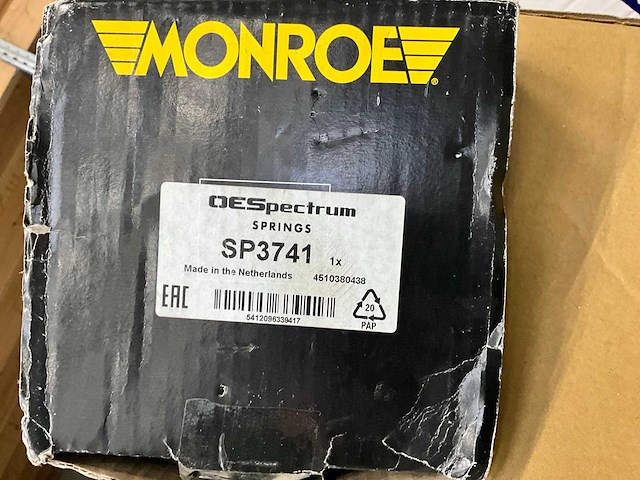 MONROE®
OESpectrum
SPRINGS
SP3741 1x
Made in the Netherlands 4510380438
EAC
5412096339417
20
PAP